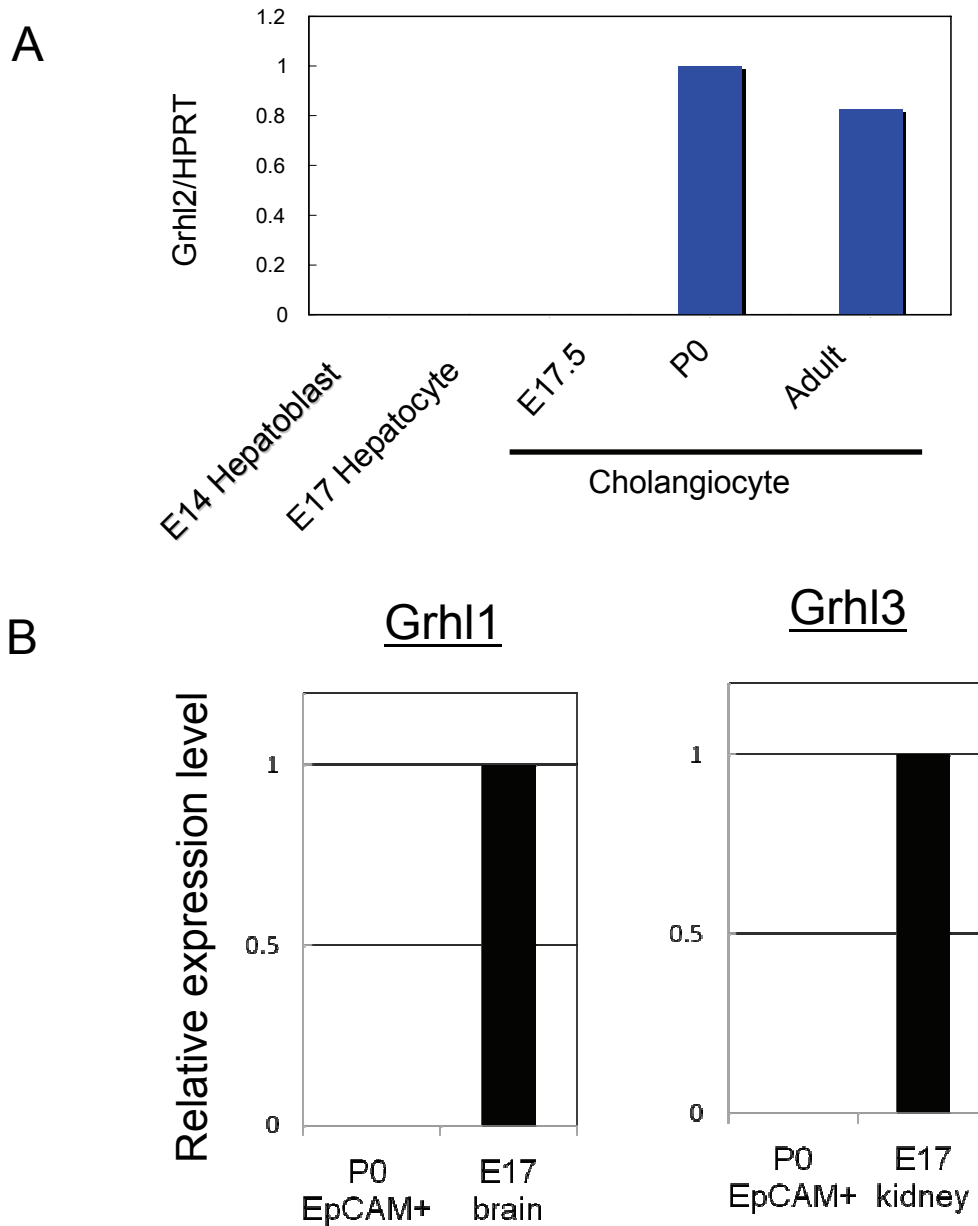 A
Grhl2/HPRT
1.2
1
0.8
0.6
0.4
0.2
0
E14 Hepatoblast
E17 Hepatocyte
E17.5
P0
Adult
Cholangiocyte
B
Grhl1
Grhl3
Relative expression level
1
0.5
0
P0
EpCAM+
E17
brain
1
0.5
0
P0
EpCAM+
E17
kidney